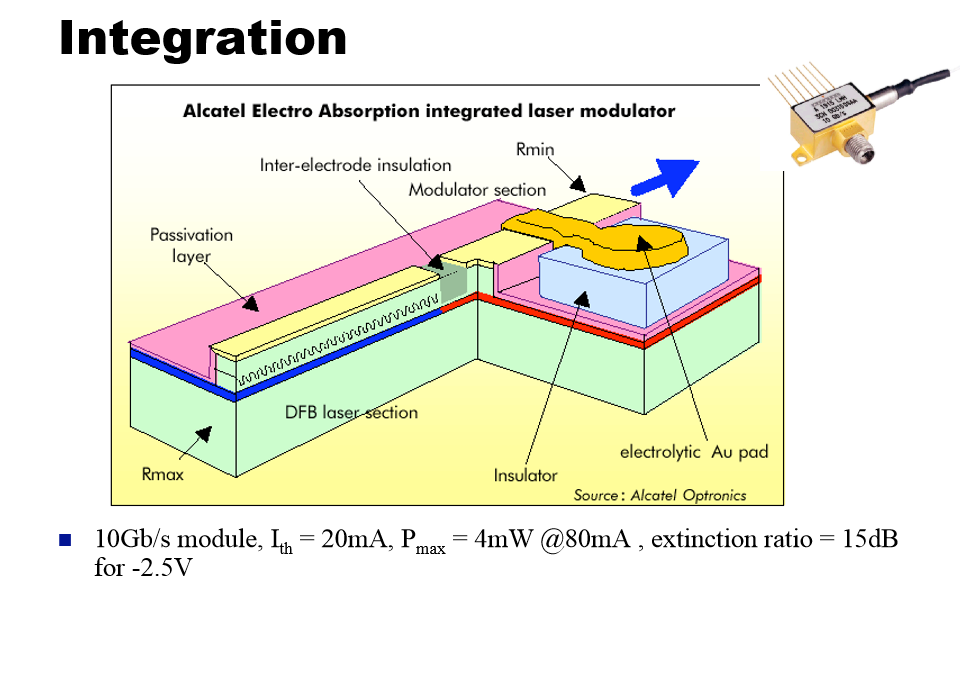 Integration
Alcatel Electro Absorption integrated laser modulator
Rmin
Inter-electrode insulation
Modulator section
Passivation
layer
DFB laser section
electrolytic Au pad
Rmax
Insulator
Source : Alcatel Optronics
10Gb/s module, Ith = 20mA, Pmax = 4mW @80mA , extinction ratio = 15dB
for -2.5V
10 Gb/s